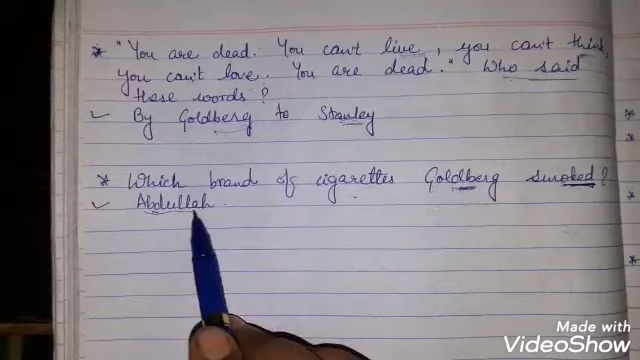 * "You are dead. You can't live, you can't think,
you can't love. You are dead." Who said
these words?
✓ By Goldberg to Stanley
* Which brand of cigarettes Goldberg smoked?
✓ Abdullah.
Made with
VideoShow